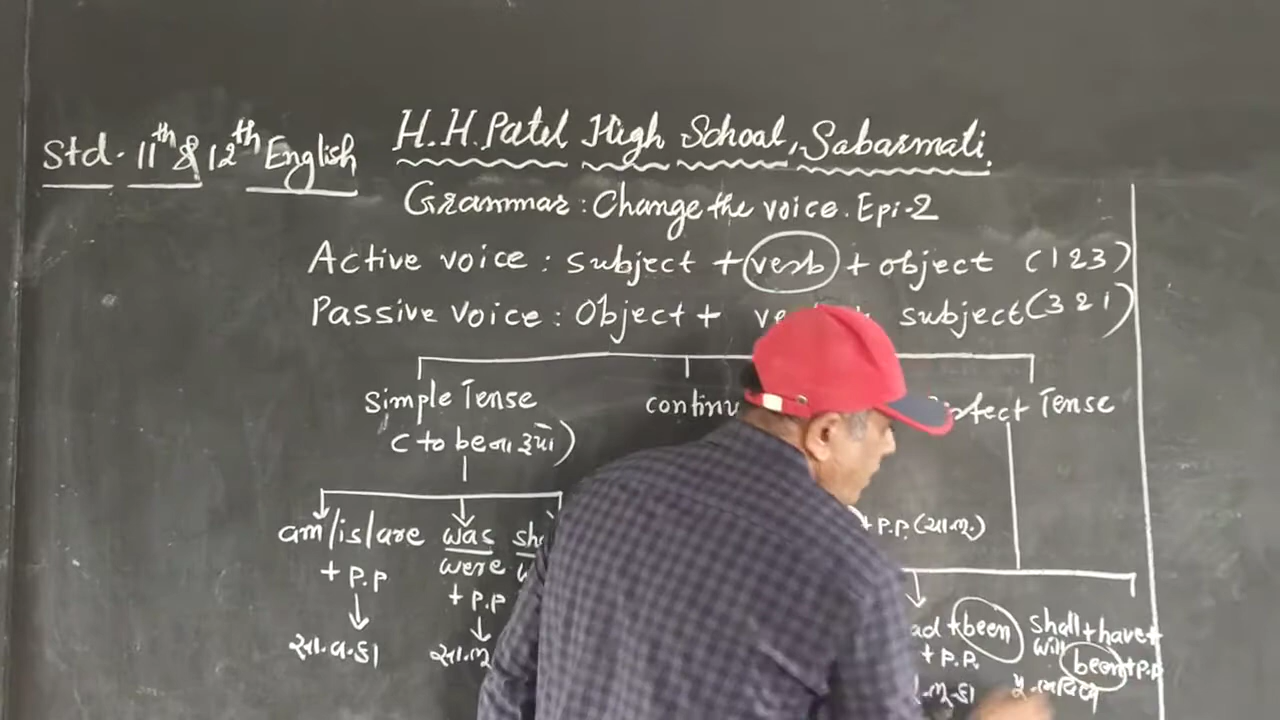 Std. 11th & 12th English
H.H. Patel High School, Sabarmati.
Grammar : Change the voice. Epi-2
Active voice : subject + verb + object (1 2 3)
Passive Voice : Object + subject (3 2 1)
Simple Tense
Tense
(to be ના રૂપો)
am/is/are
+ P.P
સા.વ.કા
was
were
+ P.P
સા.ભૂ
+ P.P. (સા.ભૂ.)
+ been
+ P.P.
ભૂ.કા
shall + have +
will
been + P.P